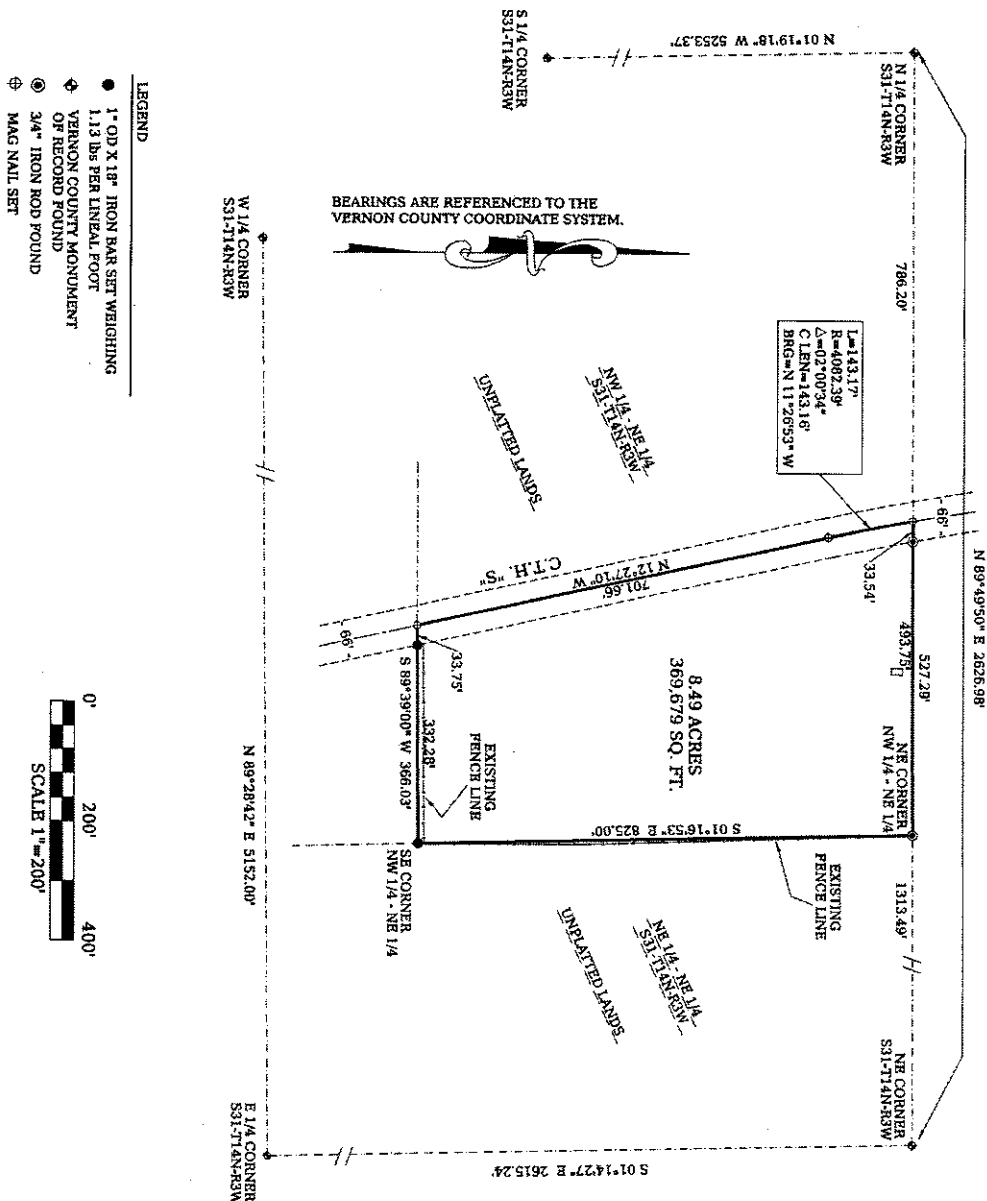 N 89°49'50" E 2626.98'
N 1/4 CORNER
S31-T14N-R3W
786.20'
66'
33.54'
527.29'
493.75'
NE CORNER
NW 1/4 - NE 1/4
1313.49'
NE CORNER
S31-T14N-R3W
N 01°19'18" W 5253.37'
S 1/4 CORNER
S31-T14N-R3W
L=143.17'
R=4082.39'
Δ=02°00'34"
C LEN=143.16'
BRG=N 11°26'53" W
BEARINGS ARE REFERENCED TO THE
VERNON COUNTY COORDINATE SYSTEM.
NW 1/4 - NE 1/4
S31-T14N-R3W
UNPLATTED LANDS
C.T.H. "S"
N 12°27'10" W
701.66'
8.49 ACRES
369,679 SQ. FT.
S 01°16'53" E 825.00'
EXISTING
FENCE LINE
NE 1/4 - NE 1/4
S31-T14N-R3W
UNPLATTED LANDS
S 01°14'27" E 2615.24'
66'
33.75'
332.28'
S 89°39'00" W 366.03'
EXISTING
FENCE LINE
SE CORNER
NW 1/4 - NE 1/4
W 1/4 CORNER
S31-T14N-R3W
N 89°28'42" E 5152.00'
E 1/4 CORNER
S31-T14N-R3W
LEGEND
1" OD X 18" IRON BAR SET WEIGHING
1.13 lbs PER LINEAL FOOT
VERNON COUNTY MONUMENT
OF RECORD FOUND
3/4" IRON ROD FOUND
MAG NAIL SET
0' 200' 400'
SCALE 1"=200'